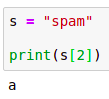 s = "spam"
print(s[2])
a